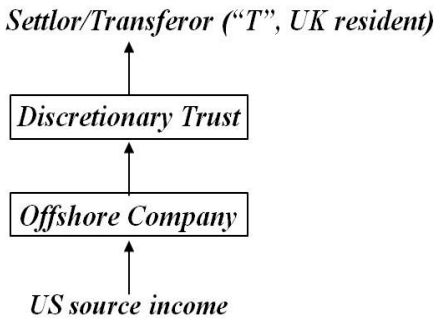 Settlor/Transferor (“T”, UK resident)
Discretionary Trust
Offshore Company
US source income